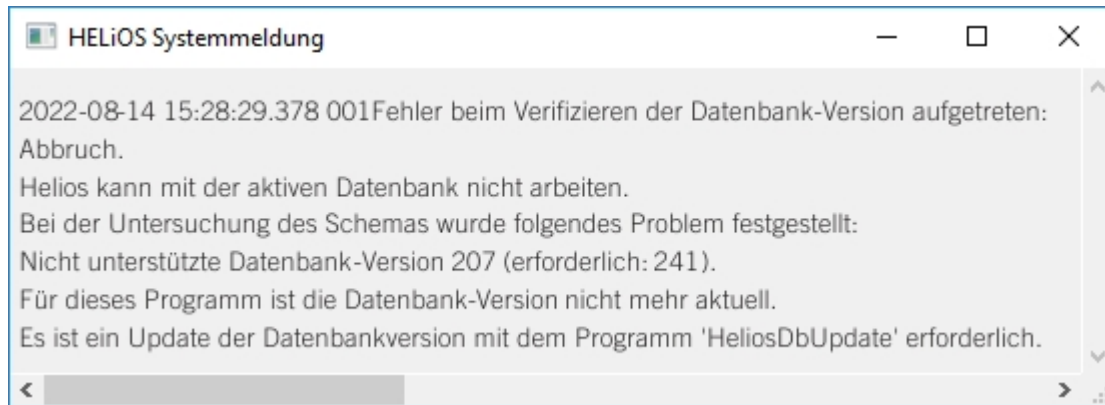 HELiOS Systemmeldung
2022-08-14 15:28:29.378 001Fehler beim Verifizieren der Datenbank-Version aufgetreten:
Abbruch.
Helios kann mit der aktiven Datenbank nicht arbeiten.
Bei der Untersuchung des Schemas wurde folgendes Problem festgestellt:
Nicht unterstützte Datenbank-Version 207 (erforderlich: 241).
Für dieses Programm ist die Datenbank-Version nicht mehr aktuell.
Es ist ein Update der Datenbankversion mit dem Programm 'HeliosDbUpdate' erforderlich.